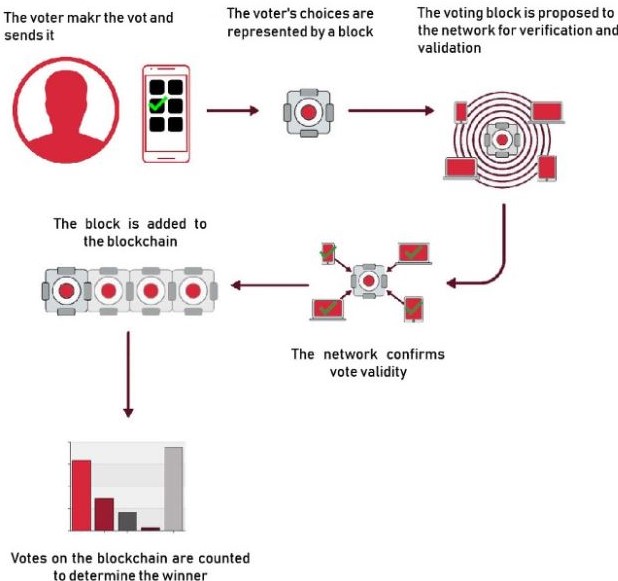 The voter makr the vot and
sends it
The voter's choices are
represented by a block
The voting block is proposed to
the network for verification and
validation
The block is added to
the blockchain
The network confirms
vote validity
Votes on the blockchain are counted
to determine the winner